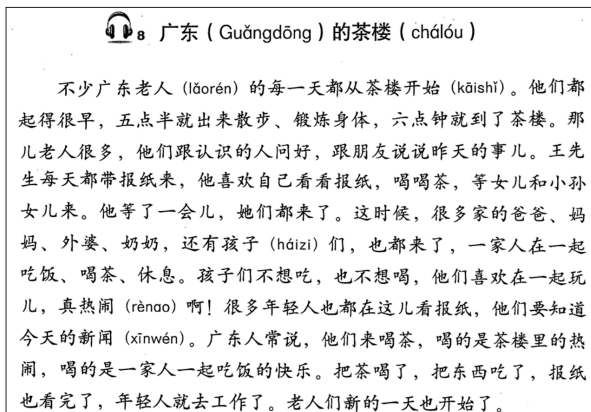 8 广东（Guǎngdōng）的茶楼（chálóu）
不少广东老人（lǎorén）的每一天都从茶楼开始（kāishǐ）。他们都
起得很早，五点半就出来散步、锻炼身体，六点钟就到了茶楼。那
儿老人很多，他们跟认识的人问好，跟朋友说说昨天的事儿。王先
生每天都带报纸来，他喜欢自己看看报纸，喝喝茶，等女儿和小孙
女儿来。他等了一会儿，她们都来了。这时候，很多家的爸爸、妈
妈、外婆、奶奶，还有孩子（háizi）们，也都来了，一家人在一起
吃饭、喝茶、休息。孩子们不想吃，也不想喝，他们喜欢在一起玩
儿，真热闹（rènao）啊！很多年轻人也都在这儿看报纸，他们要知道
今天的新闻（xīnwén）。广东人常说，他们来喝茶，喝的是茶楼里的热
闹，喝的是一家人一起吃饭的快乐。把茶喝了，把东西吃了，报纸
也看完了，年轻人就去工作了。老人们新的一天也开始了。